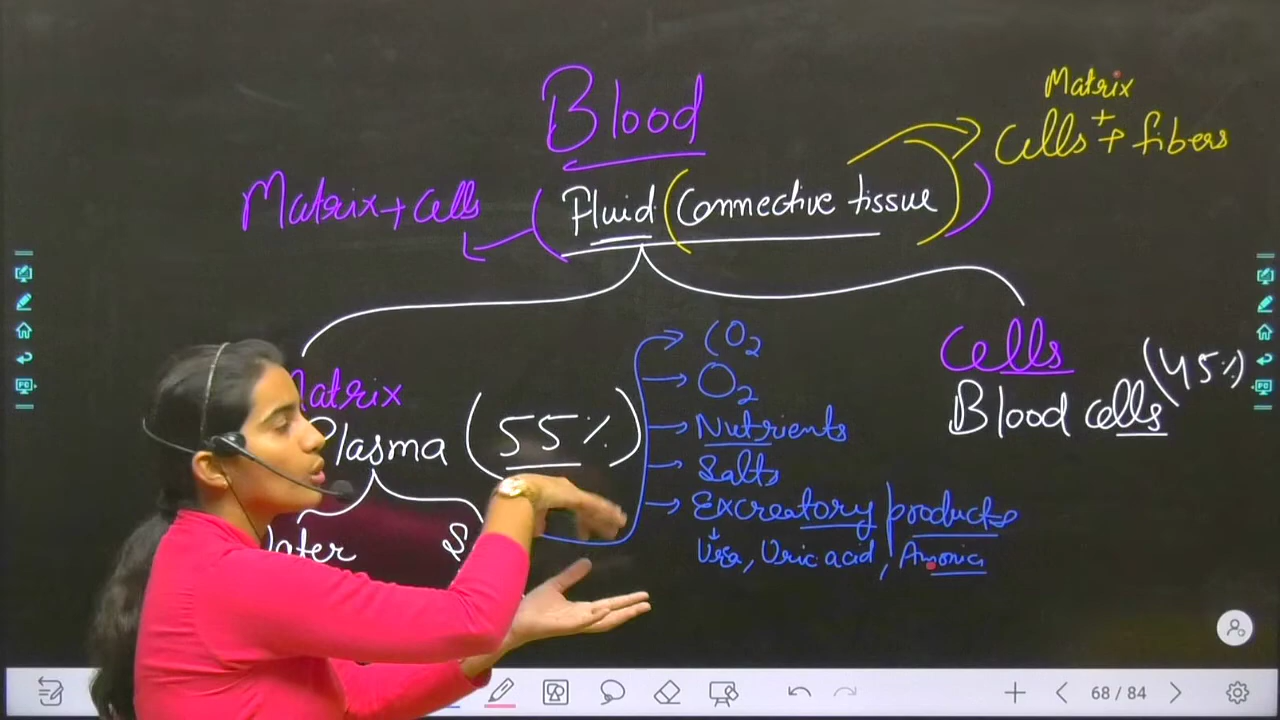 Blood
Matrix
Cells + fibers
Matrix + Cells (Fluid (Connective tissue))
CO2
O2
Nutrients
Salts
Excreatory products
Urea, Uric acid, Amonia
Matrix
Plasma (55%)
Cells
Blood cells (45%)
68 / 84